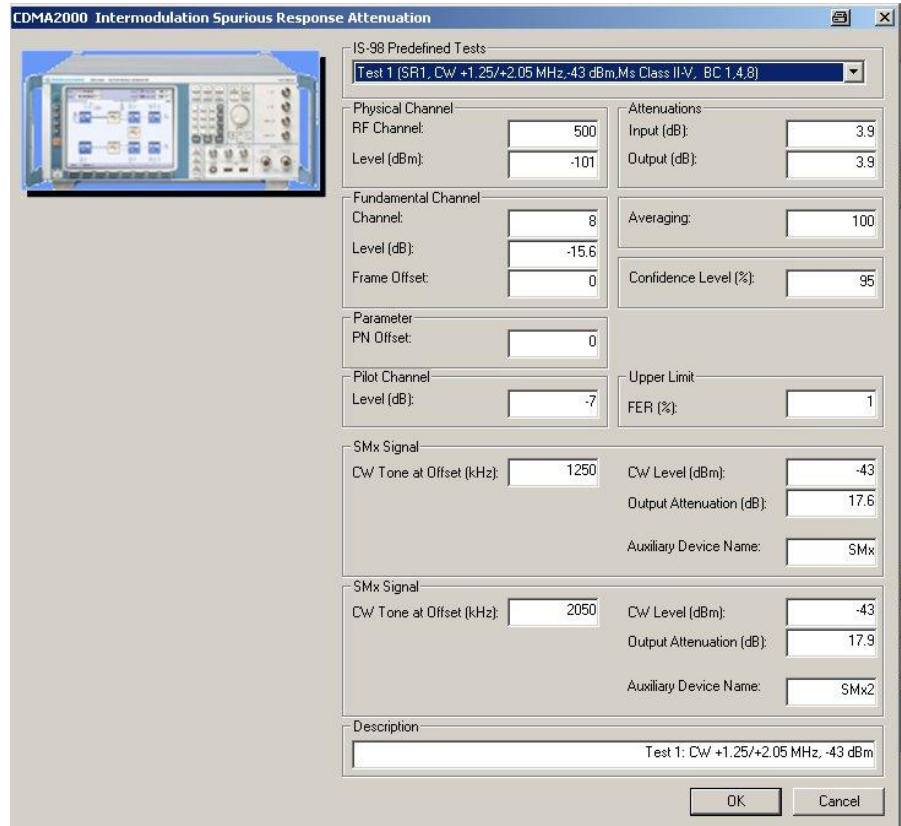 CDMA2000 Intermodulation Spurious Response Attenuation
IS-98 Predefined Tests
Test 1 (SR1, CW +1.25/+2.05 MHz,-43 dBm,Ms Class II-V, BC 1,4,8)
Physical Channel
RF Channel: 500
Level (dBm): -101
Attenuations
Input (dB): 3.9
Output (dB): 3.9
Fundamental Channel
Channel: 8
Level (dB): -15.6
Frame Offset: 0
Averaging: 100
Confidence Level (%): 95
Parameter
PN Offset: 0
Pilot Channel
Level (dB): -7
Upper Limit
FER (%): 1
SMx Signal
CW Tone at Offset (kHz): 1250
CW Level (dBm): -43
Output Attenuation (dB): 17.6
Auxiliary Device Name: SMx
SMx Signal
CW Tone at Offset (kHz): 2050
CW Level (dBm): -43
Output Attenuation (dB): 17.9
Auxiliary Device Name: SMx2
Description
Test 1: CW +1.25/+2.05 MHz, -43 dBm
OK
Cancel